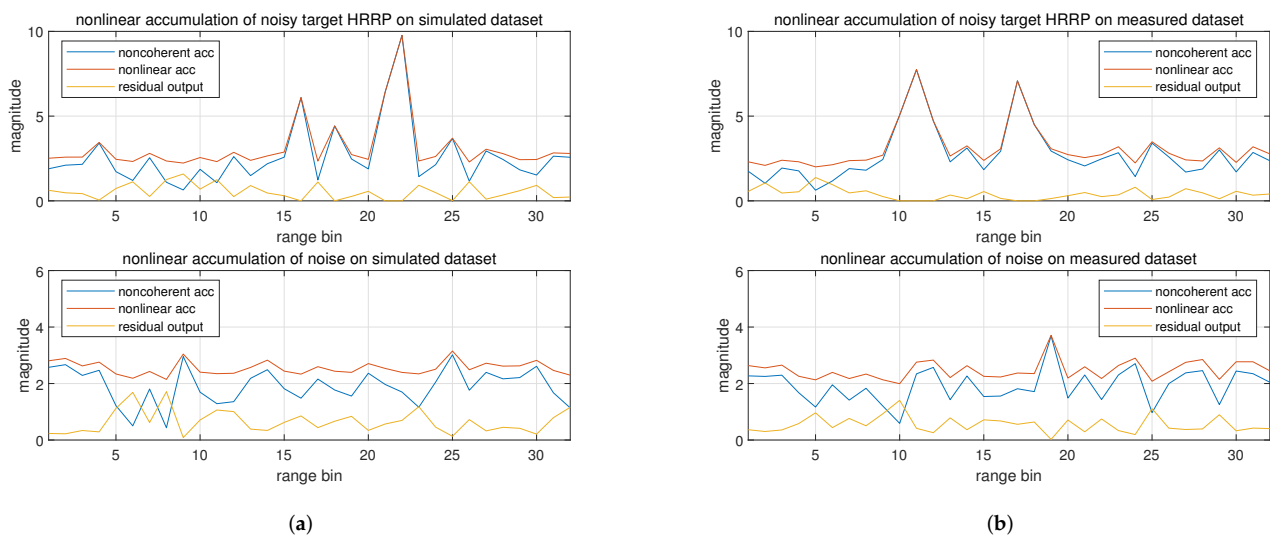 nonlinear accumulation of noisy target HRRP on simulated dataset
10
5
0
magnitude
noncoherent acc
nonlinear acc
residual output
5 10 15 20 25 30
range bin
nonlinear accumulation of noise on simulated dataset
6
4
2
0
magnitude
noncoherent acc
nonlinear acc
residual output
5 10 15 20 25 30
range bin
(a)
nonlinear accumulation of noisy target HRRP on measured dataset
10
5
0
magnitude
noncoherent acc
nonlinear acc
residual output
5 10 15 20 25 30
range bin
nonlinear accumulation of noise on measured dataset
6
4
2
0
magnitude
noncoherent acc
nonlinear acc
residual output
5 10 15 20 25 30
range bin
(b)